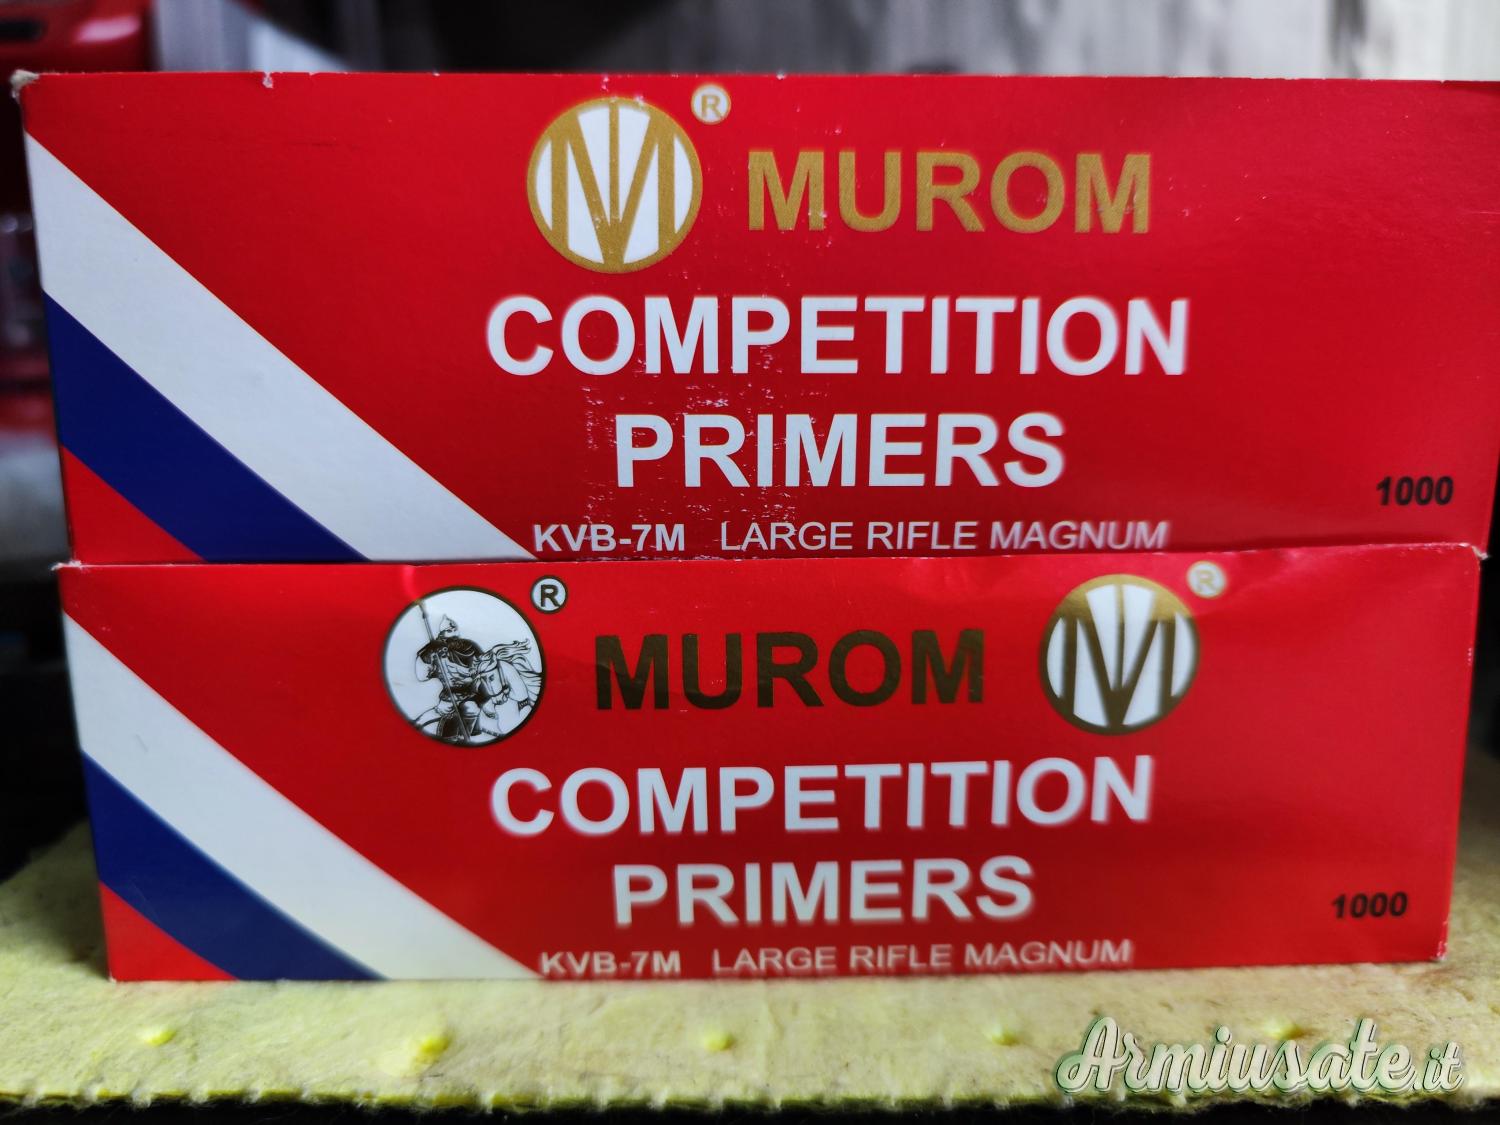 ® MUROM
COMPETITION
PRIMERS
1000
KVB-7M LARGE RIFLE MAGNUM
® MUROM ®
COMPETITION
PRIMERS
1000
KVB-7M LARGE RIFLE MAGNUM
Armiusate.it